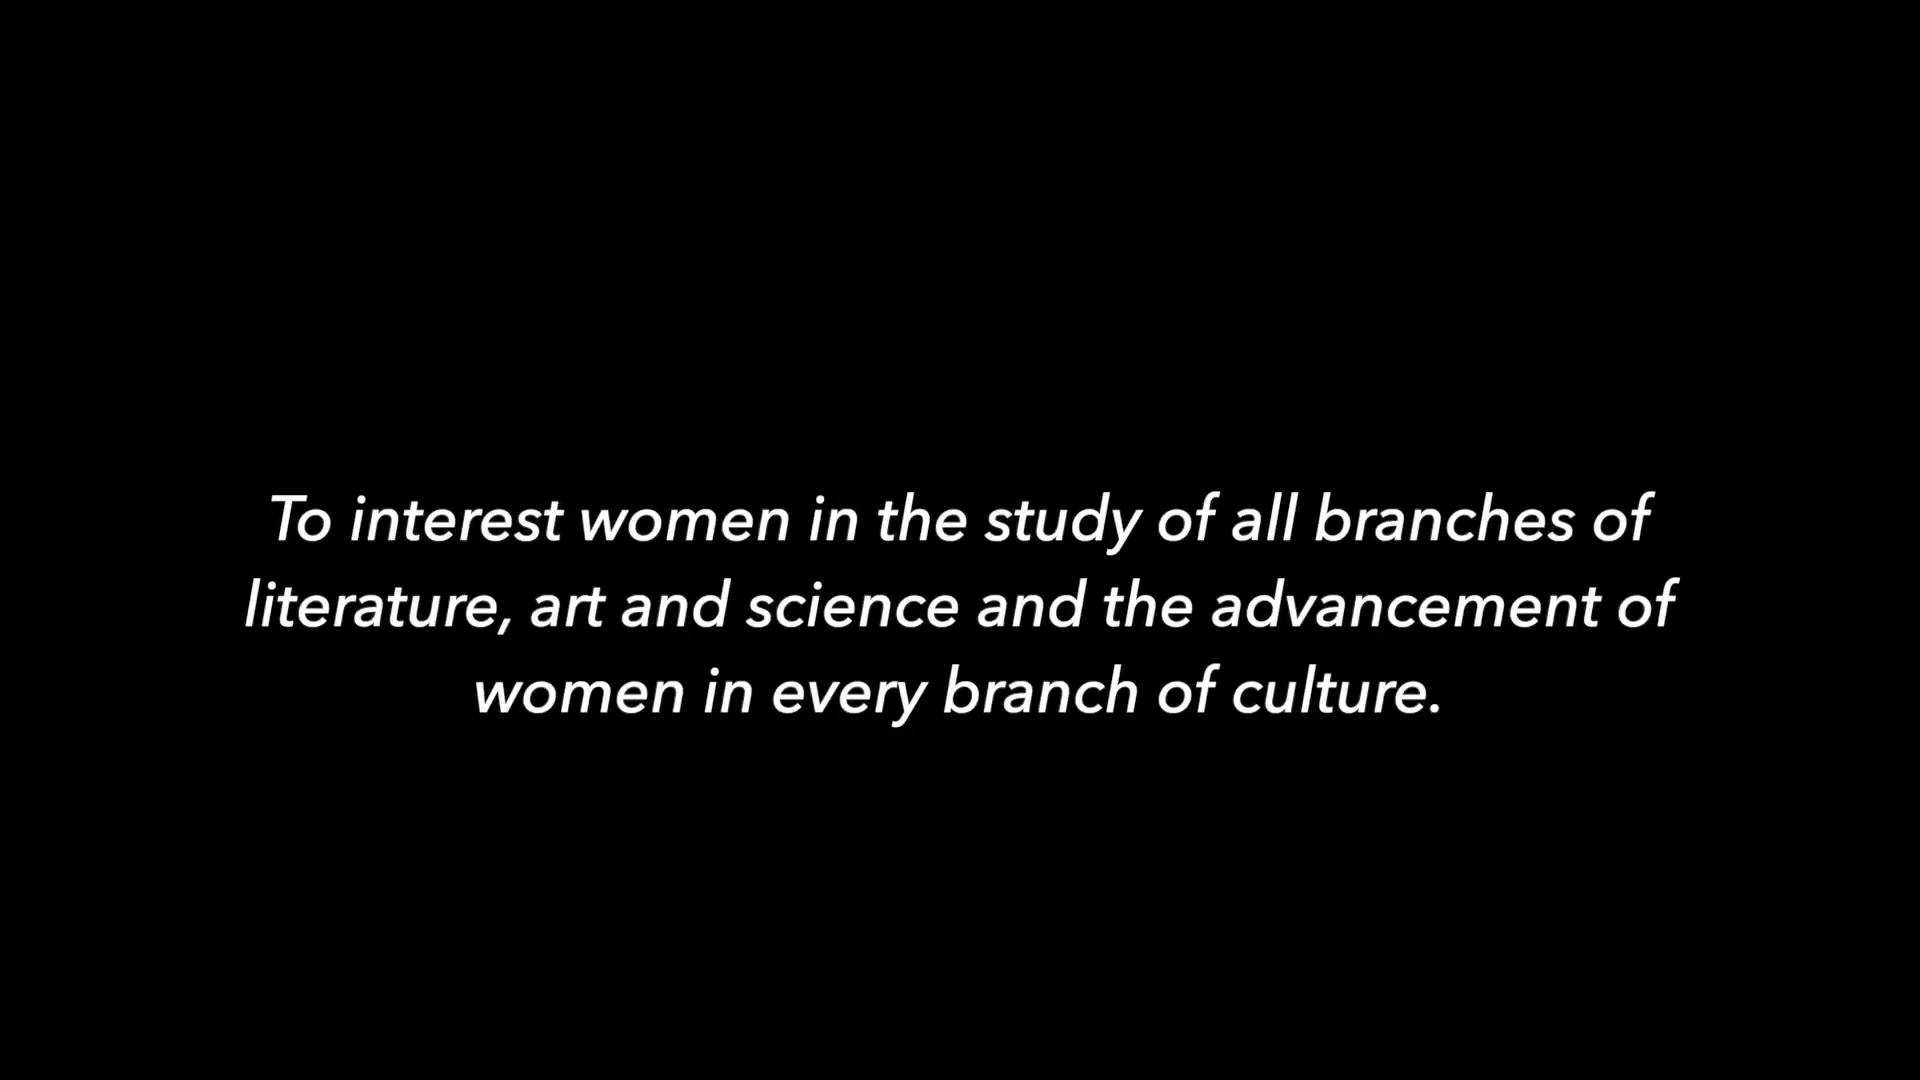 To interest women in the study of all branches of
literature, art and science and the advancement of
women in every branch of culture.